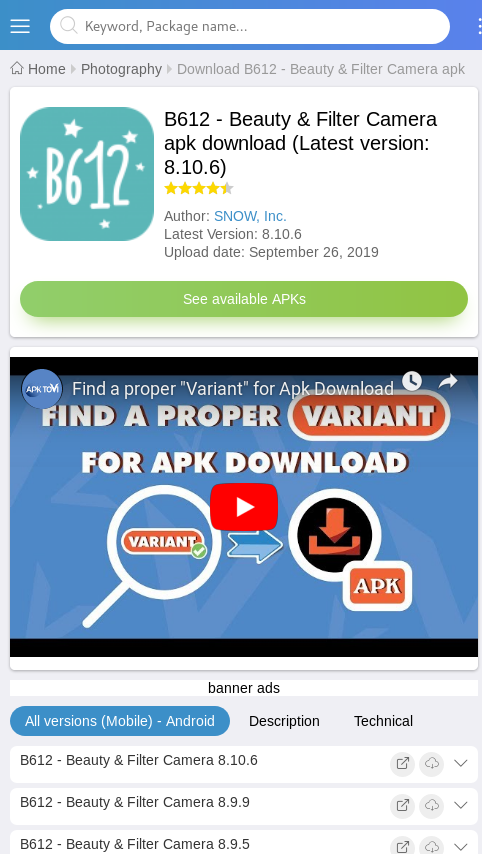 Keyword, Package name...
Home Photography Download B612 - Beauty & Filter Camera apk
B612
B612 - Beauty & Filter Camera
apk download (Latest version:
8.10.6)
Author: SNOW, Inc.
Latest Version: 8.10.6
Upload date: September 26, 2019
See available APKs
APK TOVI
Find a proper "Variant" for Apk Download
FIND A PROPER VARIANT
FOR APK DOWNLOAD
VARIANT
APK
banner ads
All versions (Mobile) - Android Description Technical
B612 - Beauty & Filter Camera 8.10.6
B612 - Beauty & Filter Camera 8.9.9
B612 - Beauty & Filter Camera 8.9.5